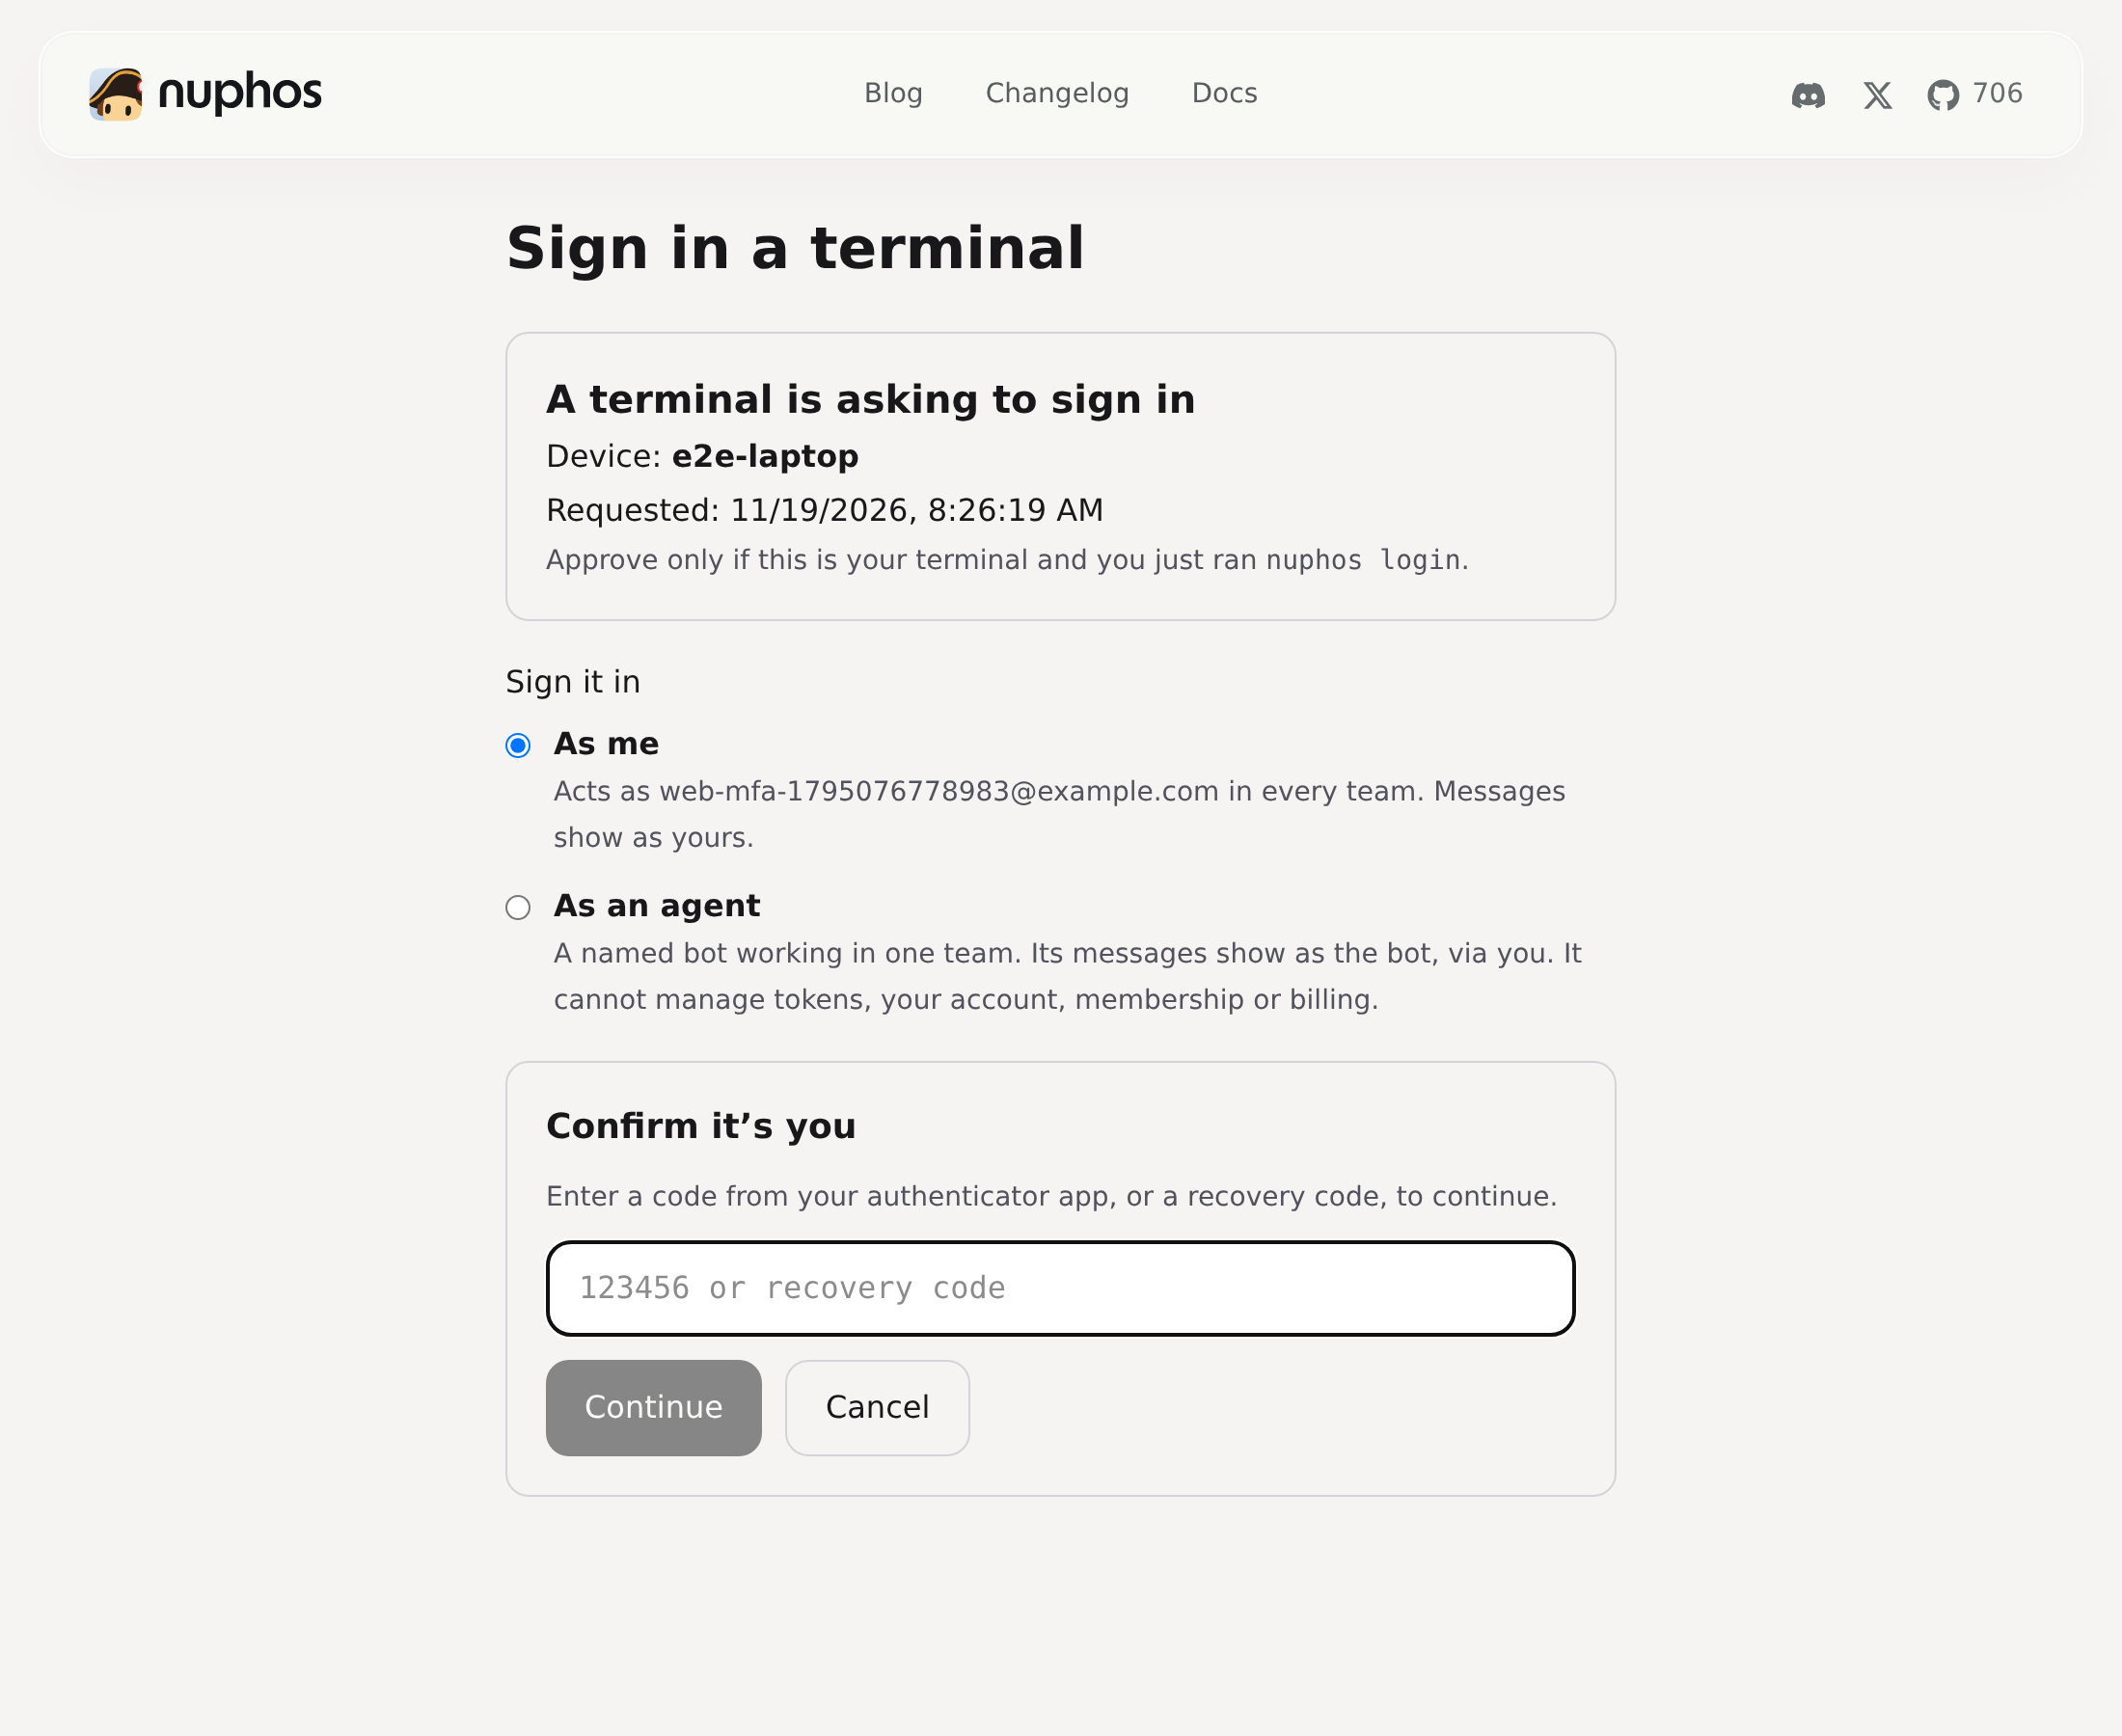 nuphos
Blog
Changelog
Docs
706
Sign in a terminal
A terminal is asking to sign in
Device: e2e-laptop
Requested: 11/19/2026, 8:26:19 AM
Approve only if this is your terminal and you just ran nuphos login.
Sign it in
As me
Acts as web-mfa-1795076778983@example.com in every team. Messages
show as yours.
As an agent
A named bot working in one team. Its messages show as the bot, via you. It
cannot manage tokens, your account, membership or billing.
Confirm it’s you
Enter a code from your authenticator app, or a recovery code, to continue.
123456 or recovery code
Continue
Cancel